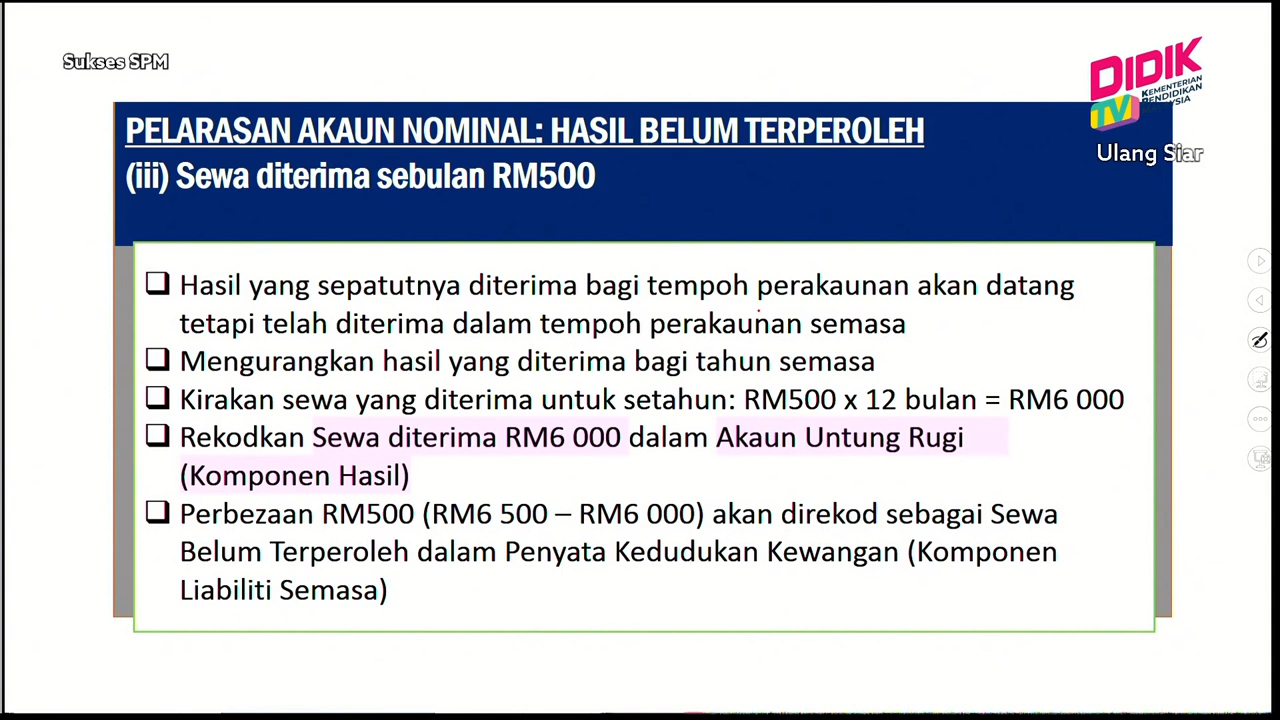 Sukses SPM
DIDIK
TV
KEMENTERIAN
PENDIDIKAN
Ulang Siar
PELARASAN AKAUN NOMINAL: HASIL BELUM TERPEROLEH
(iii) Sewa diterima sebulan RM500
❑ Hasil yang sepatutnya diterima bagi tempoh perakaunan akan datang
tetapi telah diterima dalam tempoh perakaunan semasa
❑ Mengurangkan hasil yang diterima bagi tahun semasa
❑ Kirakan sewa yang diterima untuk setahun: RM500 x 12 bulan = RM6 000
❑ Rekodkan Sewa diterima RM6 000 dalam Akaun Untung Rugi
(Komponen Hasil)
❑ Perbezaan RM500 (RM6 500 – RM6 000) akan direkod sebagai Sewa
Belum Terperoleh dalam Penyata Kedudukan Kewangan (Komponen
Liabiliti Semasa)